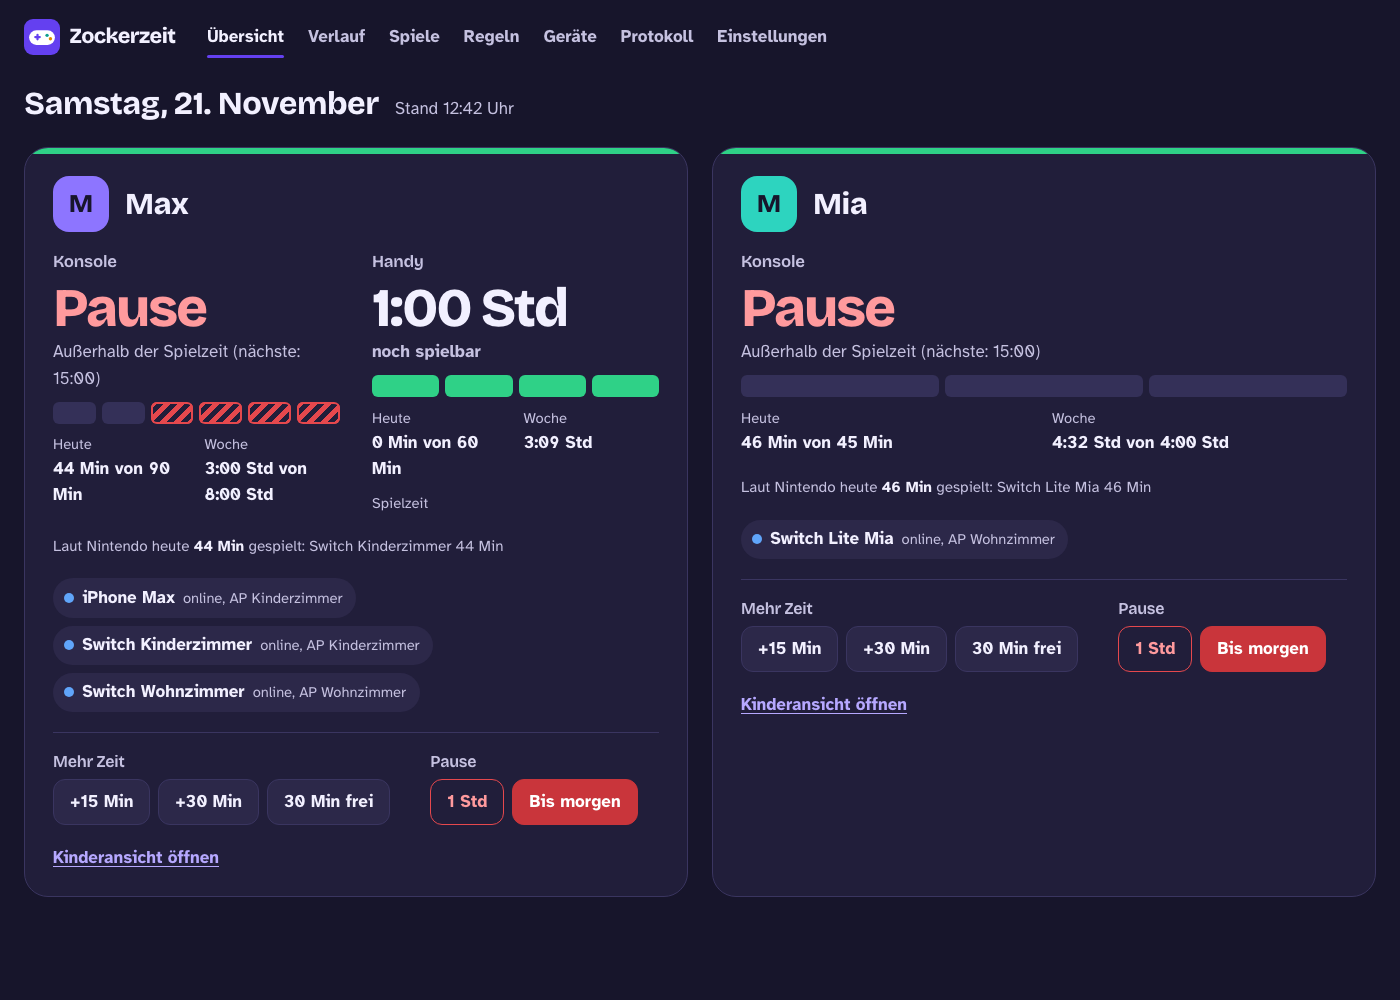 Zockerzeit
Übersicht
Verlauf
Spiele
Regeln
Geräte
Protokoll
Einstellungen
Samstag, 21. November
Stand 12:42 Uhr
M
Max
Konsole
Pause
Außerhalb der Spielzeit (nächste:
15:00)
Heute
44 Min von 90
Min
Woche
3:00 Std von
8:00 Std
Handy
1:00 Std
noch spielbar
Heute
0 Min von 60
Min
Woche
3:09 Std
Spielzeit
Laut Nintendo heute 44 Min gespielt: Switch Kinderzimmer 44 Min
iPhone Max online, AP Kinderzimmer
Switch Kinderzimmer online, AP Kinderzimmer
Switch Wohnzimmer online, AP Wohnzimmer
Mehr Zeit
+15 Min
+30 Min
30 Min frei
Pause
1 Std
Bis morgen
Kinderansicht öffnen
M
Mia
Konsole
Pause
Außerhalb der Spielzeit (nächste: 15:00)
Heute
46 Min von 45 Min
Woche
4:32 Std von 4:00 Std
Laut Nintendo heute 46 Min gespielt: Switch Lite Mia 46 Min
Switch Lite Mia online, AP Wohnzimmer
Mehr Zeit
+15 Min
+30 Min
30 Min frei
Pause
1 Std
Bis morgen
Kinderansicht öffnen